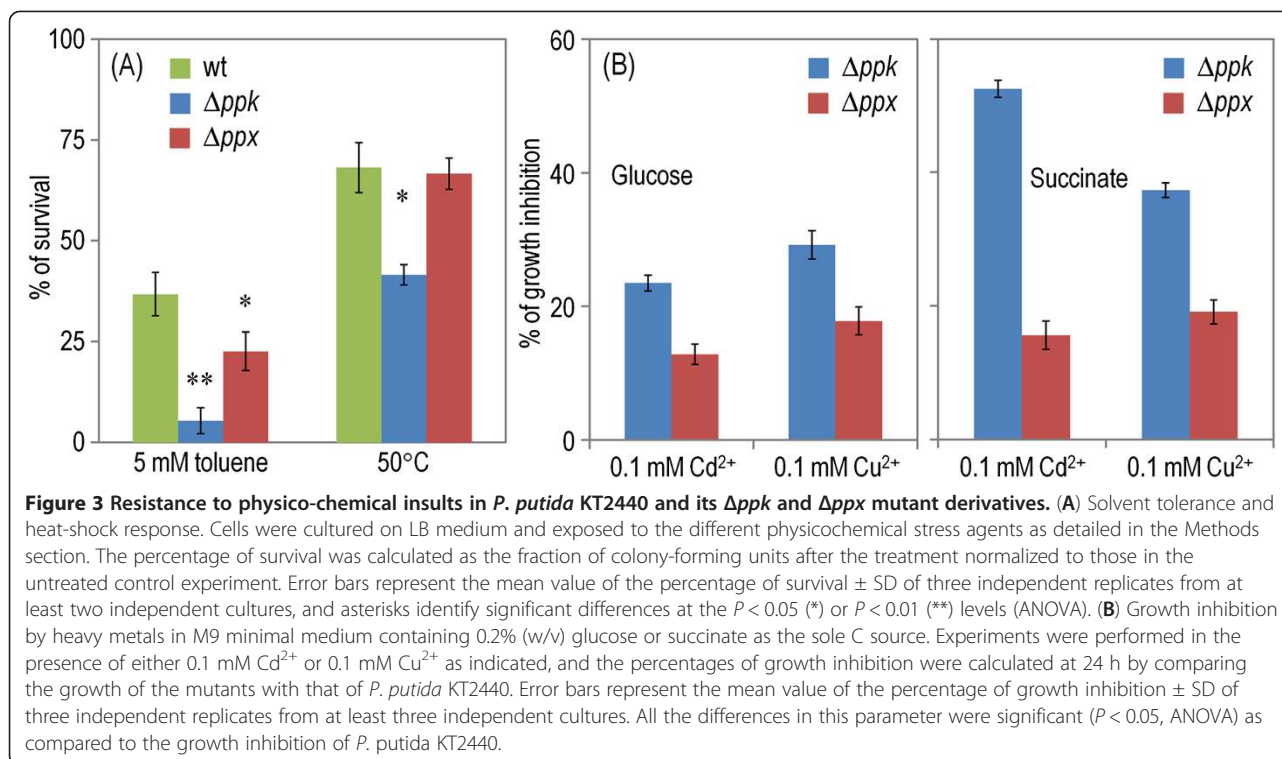 100
75
50
25
0
% of survival
(A)
wt
Δppk
Δppx
**
*
*
5 mM toluene
50°C
60
40
20
0
% of growth inhibition
(B)
Δppk
Δppx
Glucose
0.1 mM Cd²⁺
0.1 mM Cu²⁺
Δppk
Δppx
Succinate
0.1 mM Cd²⁺
0.1 mM Cu²⁺
Figure 3 Resistance to physico-chemical insults in P. putida KT2440 and its Δppk and Δppx mutant derivatives. (A) Solvent tolerance and
heat-shock response. Cells were cultured on LB medium and exposed to the different physicochemical stress agents as detailed in the Methods
section. The percentage of survival was calculated as the fraction of colony-forming units after the treatment normalized to those in the
untreated control experiment. Error bars represent the mean value of the percentage of survival ± SD of three independent replicates from at
least two independent cultures, and asterisks identify significant differences at the P < 0.05 (*) or P < 0.01 (**) levels (ANOVA). (B) Growth inhibition
by heavy metals in M9 minimal medium containing 0.2% (w/v) glucose or succinate as the sole C source. Experiments were performed in the
presence of either 0.1 mM Cd²⁺ or 0.1 mM Cu²⁺ as indicated, and the percentages of growth inhibition were calculated at 24 h by comparing
the growth of the mutants with that of P. putida KT2440. Error bars represent the mean value of the percentage of growth inhibition ± SD of
three independent replicates from at least three independent cultures. All the differences in this parameter were significant (P < 0.05, ANOVA) as
compared to the growth inhibition of P. putida KT2440.